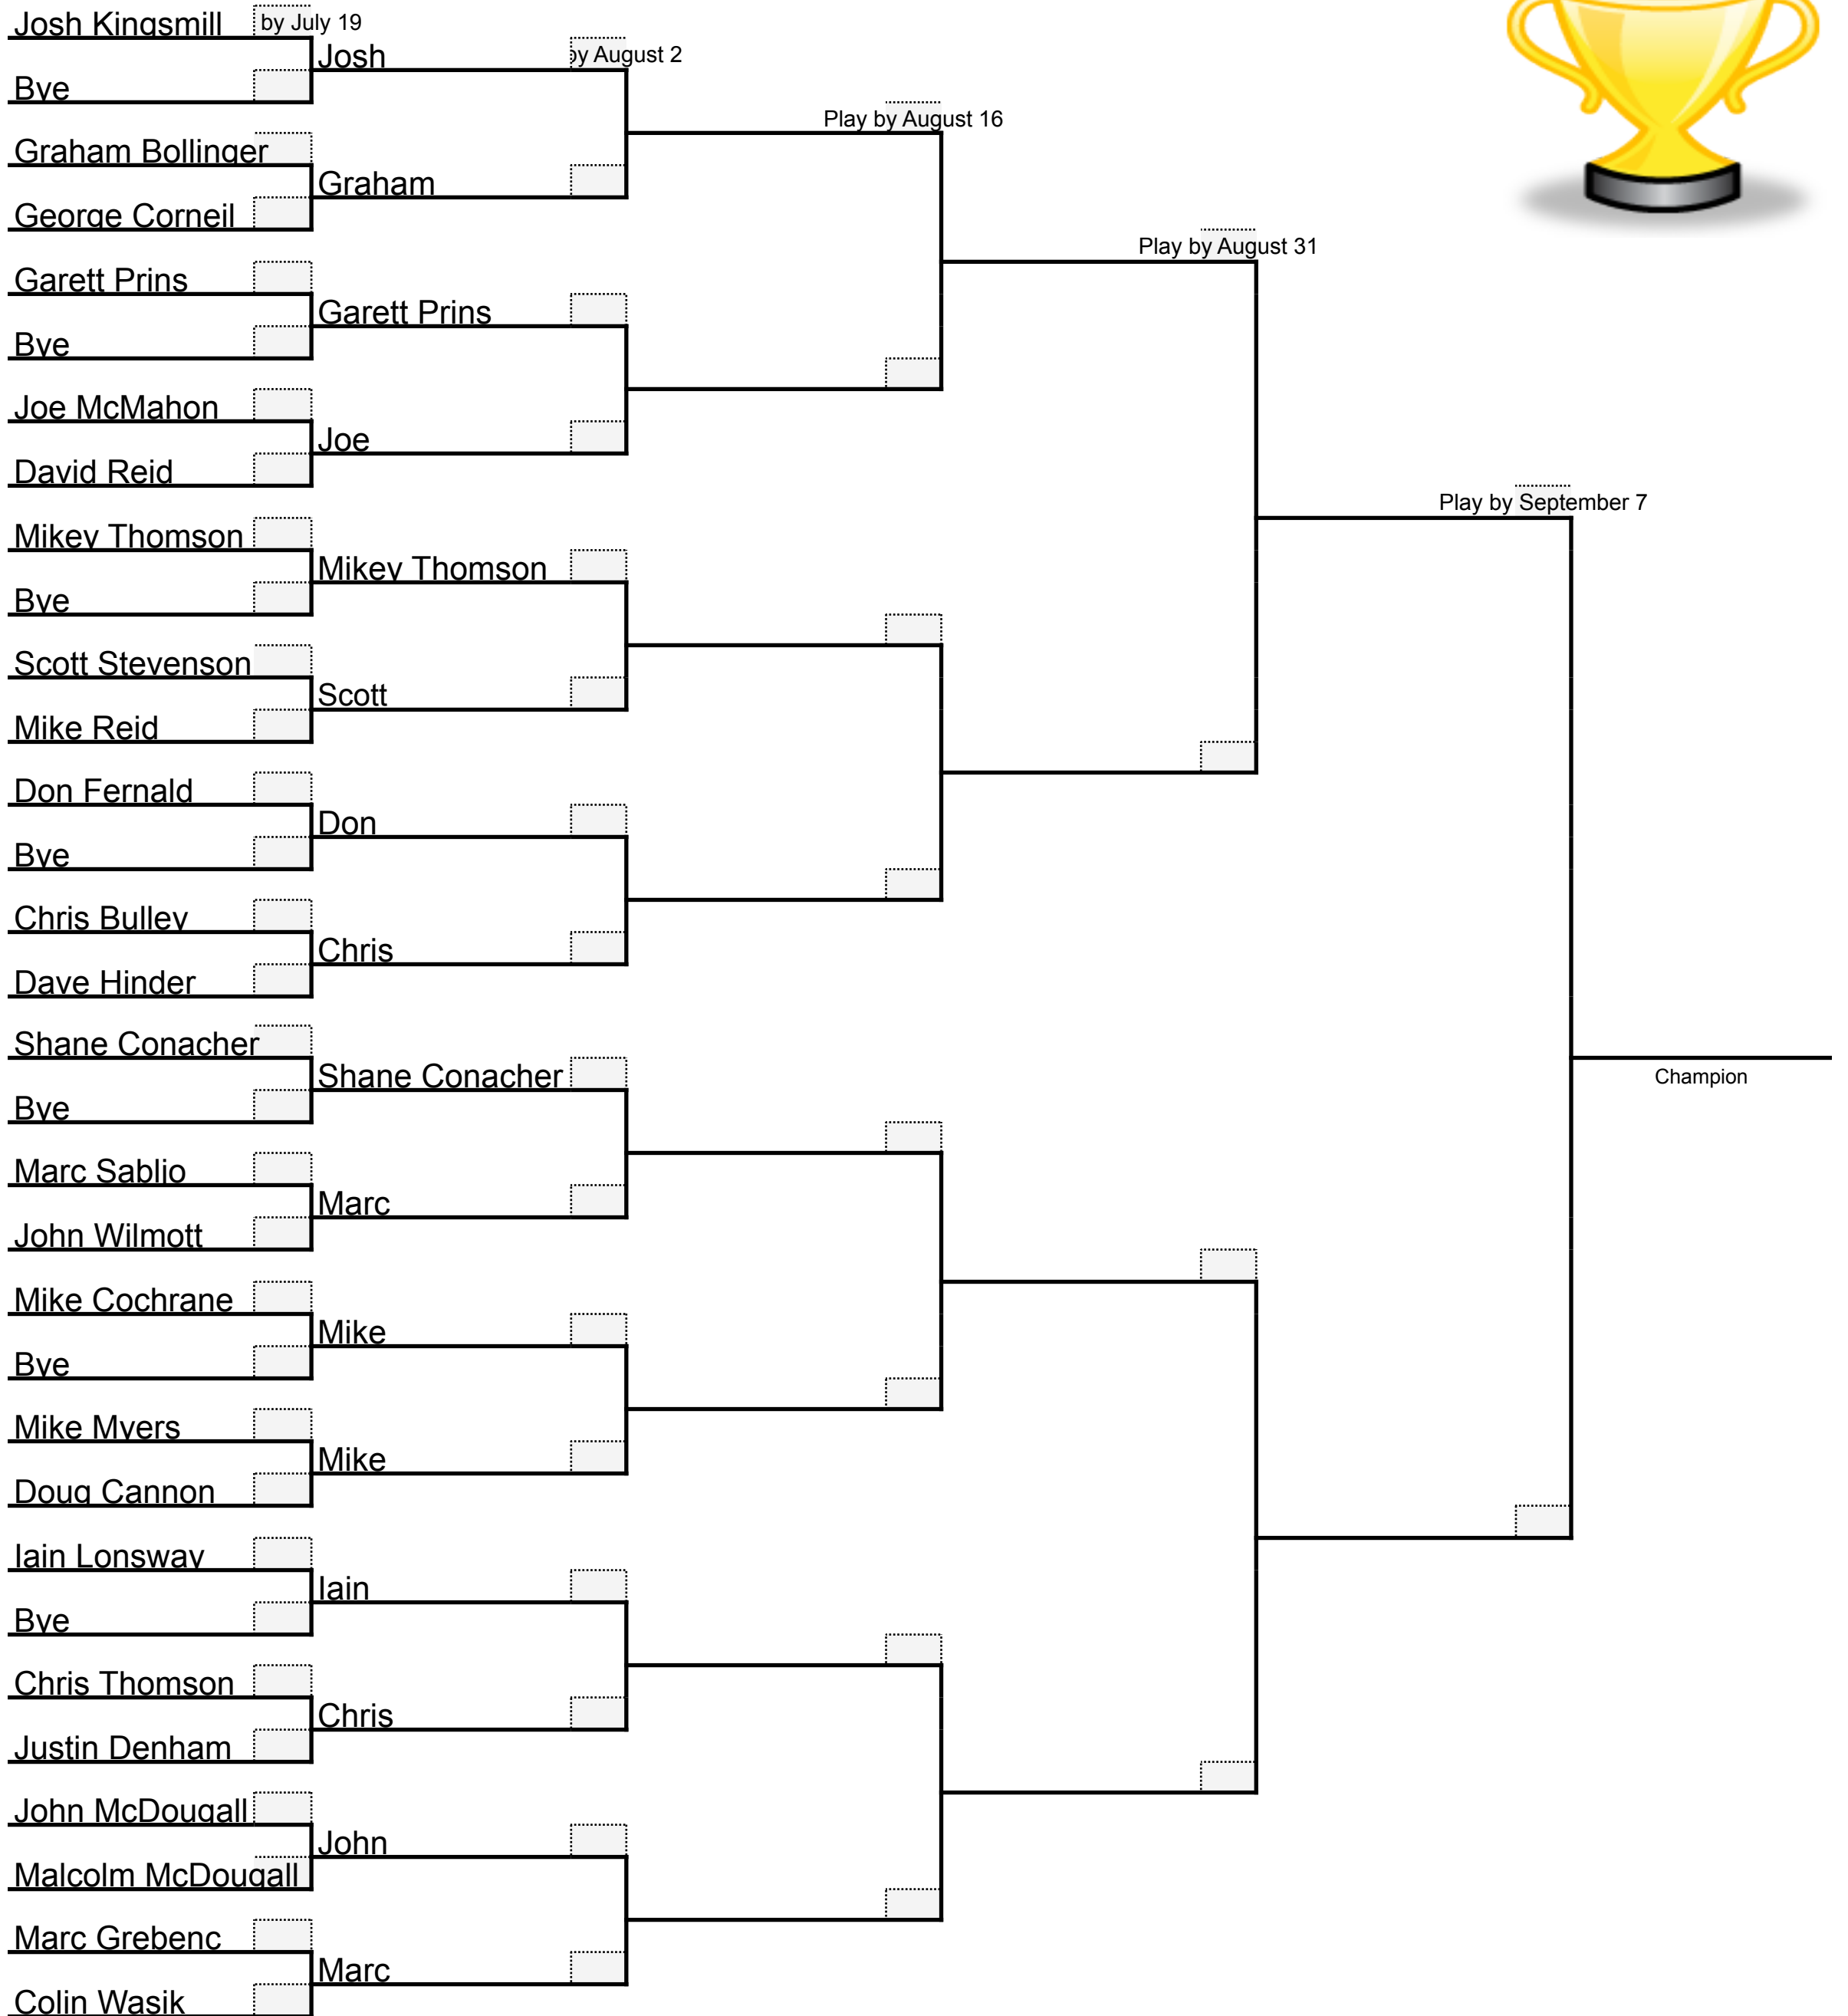 Josh Kingsmill
by July 19
Bye
Graham Bollinger
George Corneil
Garett Prins
Bye
Joe McMahon
David Reid
Mikey Thomson
Bye
Scott Stevenson
Mike Reid
Don Fernald
Bye
Chris Bulley
Dave Hinder
Shane Conacher
Bye
Marc Sabljo
John Wilmott
Mike Cochrane
Bye
Mike Myers
Doug Cannon
Iain Lonsway
Bye
Chris Thomson
Justin Denham
John McDougall
Malcolm McDougall
Marc Grebenc
Colin Wasik
Josh
by August 2
Graham
Garett Prins
Joe
Mikey Thomson
Scott
Don
Chris
Shane Conacher
Marc
Mike
Mike
Iain
Chris
John
Marc
Play by August 16
Play by August 31
Play by September 7
Champion